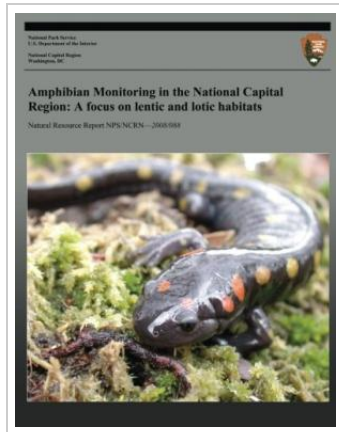 National Park Service
U.S. Department of the Interior
National Capital Region
Washington, DC
Amphibian Monitoring in the National Capital
Region: A focus on lentic and lotic habitats
Natural Resource Report NPS/NCRN—2008/088